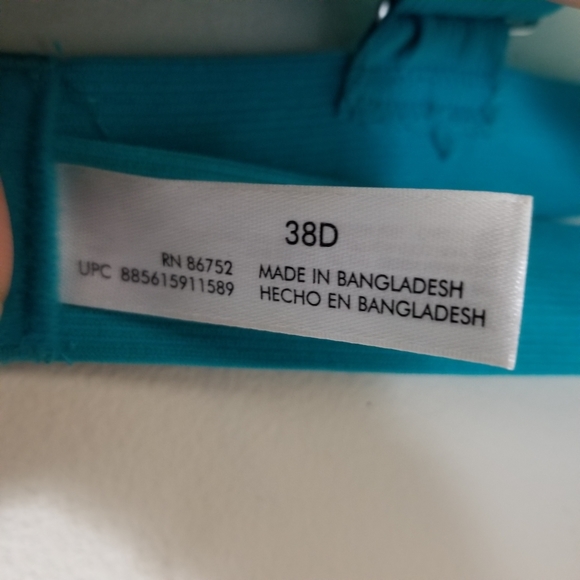 38D
RN 86752
UPC 885615911589
MADE IN BANGLADESH
HECHO EN BANGLADESH